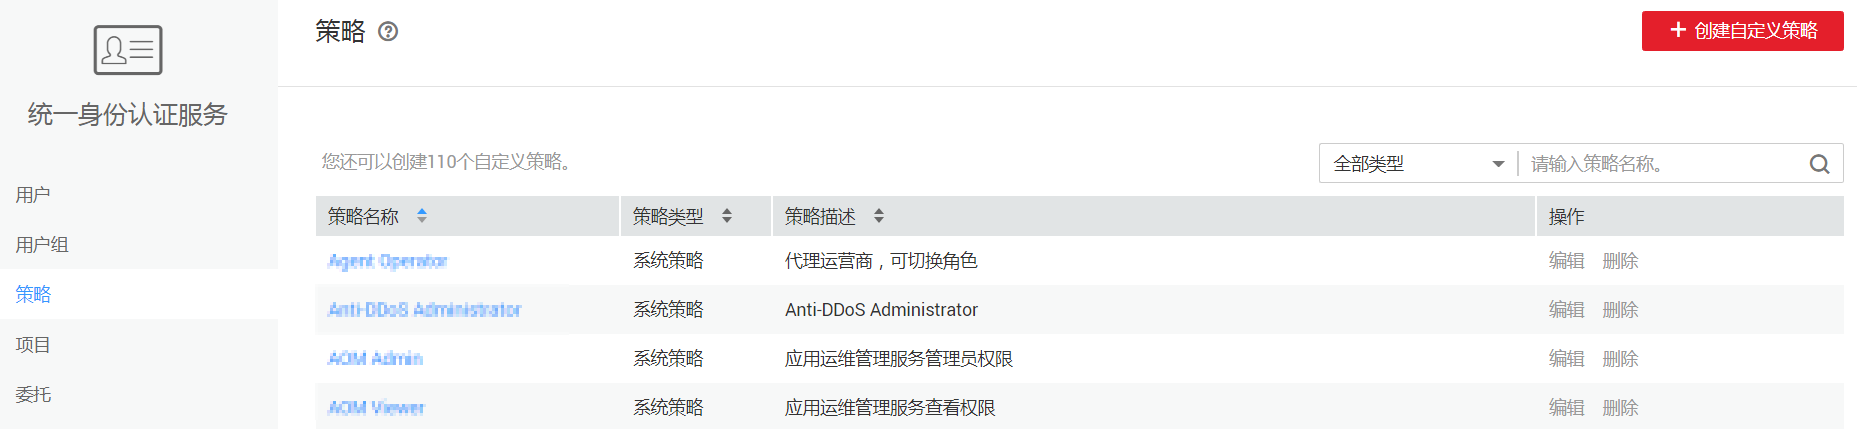 策略
+ 创建自定义策略
统一身份认证服务
用户
用户组
策略
项目
委托
您还可以创建110个自定义策略。
全部类型
请输入策略名称。
策略名称 策略类型 策略描述 操作
Agent Operator 系统策略 代理运营商，可切换角色 编辑 删除
Anti-DDoS Administrator 系统策略 Anti-DDoS Administrator 编辑 删除
AOM Admin 系统策略 应用运维管理服务管理员权限 编辑 删除
AOM Viewer 系统策略 应用运维管理服务查看权限 编辑 删除